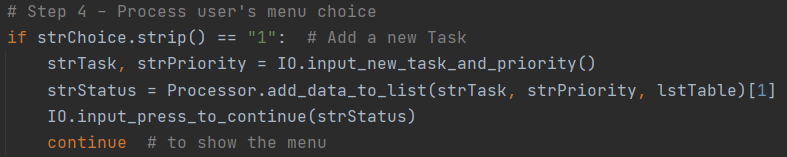 # Step 4 – Process user's menu choice
if strChoice.strip() == "1":  # Add a new Task
    strTask, strPriority = IO.input_new_task_and_priority()
    strStatus = Processor.add_data_to_list(strTask, strPriority, lstTable)[1]
    IO.input_press_to_continue(strStatus)
    continue  # to show the menu